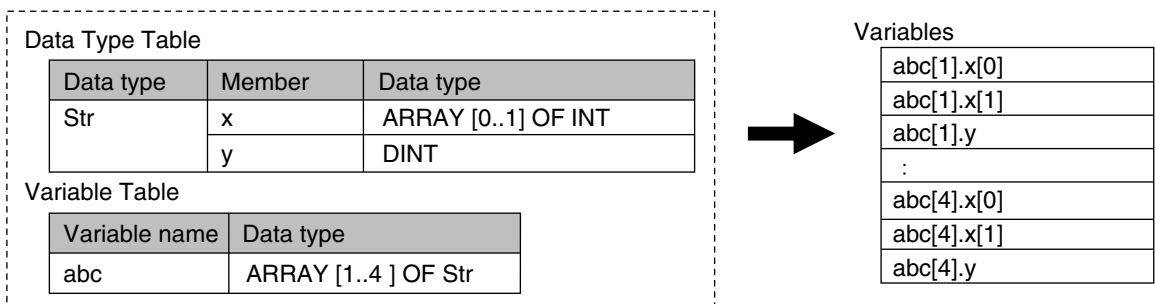 Data Type Table
Data type Member Data type
Str x ARRAY [0..1] OF INT
y DINT
Variable Table
Variable name Data type
abc ARRAY [1..4 ] OF Str
Variables
abc[1].x[0]
abc[1].x[1]
abc[1].y
:
abc[4].x[0]
abc[4].x[1]
abc[4].y